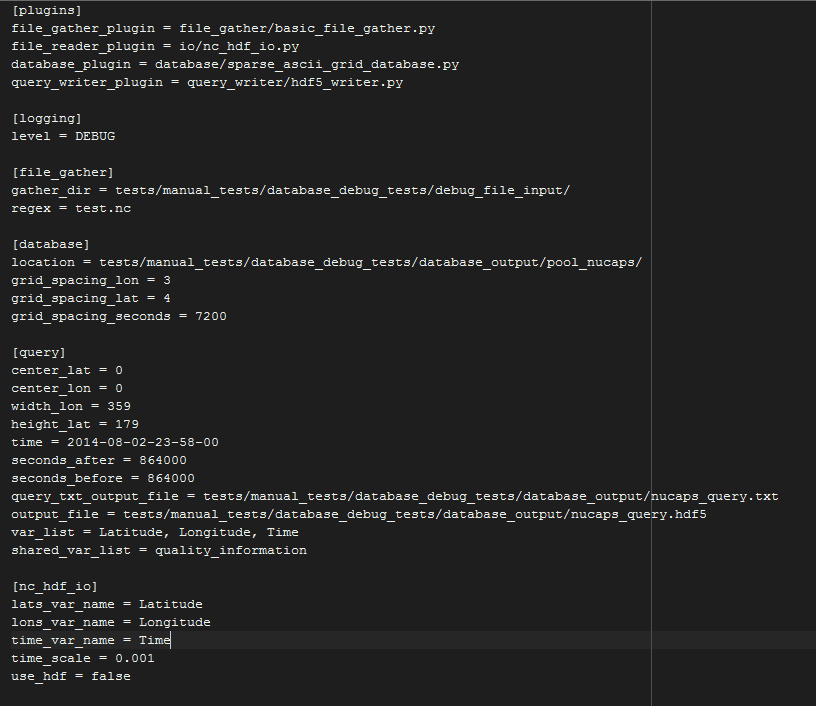 [plugins]
file_gather_plugin = file_gather/basic_file_gather.py
file_reader_plugin = io/nc_hdf_io.py
database_plugin = database/sparse_ascii_grid_database.py
query_writer_plugin = query_writer/hdf5_writer.py

[logging]
level = DEBUG

[file_gather]
gather_dir = tests/manual_tests/database_debug_tests/debug_file_input/
regex = test.nc

[database]
location = tests/manual_tests/database_debug_tests/database_output/pool_nucaps/
grid_spacing_lon = 3
grid_spacing_lat = 4
grid_spacing_seconds = 7200

[query]
center_lat = 0
center_lon = 0
width_lon = 359
height_lat = 179
time = 2014-08-02-23-58-00
seconds_after = 864000
seconds_before = 864000
query_txt_output_file = tests/manual_tests/database_debug_tests/database_output/nucaps_query.txt
output_file = tests/manual_tests/database_debug_tests/database_output/nucaps_query.hdf5
var_list = Latitude, Longitude, Time
shared_var_list = quality_information

[nc_hdf_io]
lats_var_name = Latitude
lons_var_name = Longitude
time_var_name = Time
time_scale = 0.001
use_hdf = false